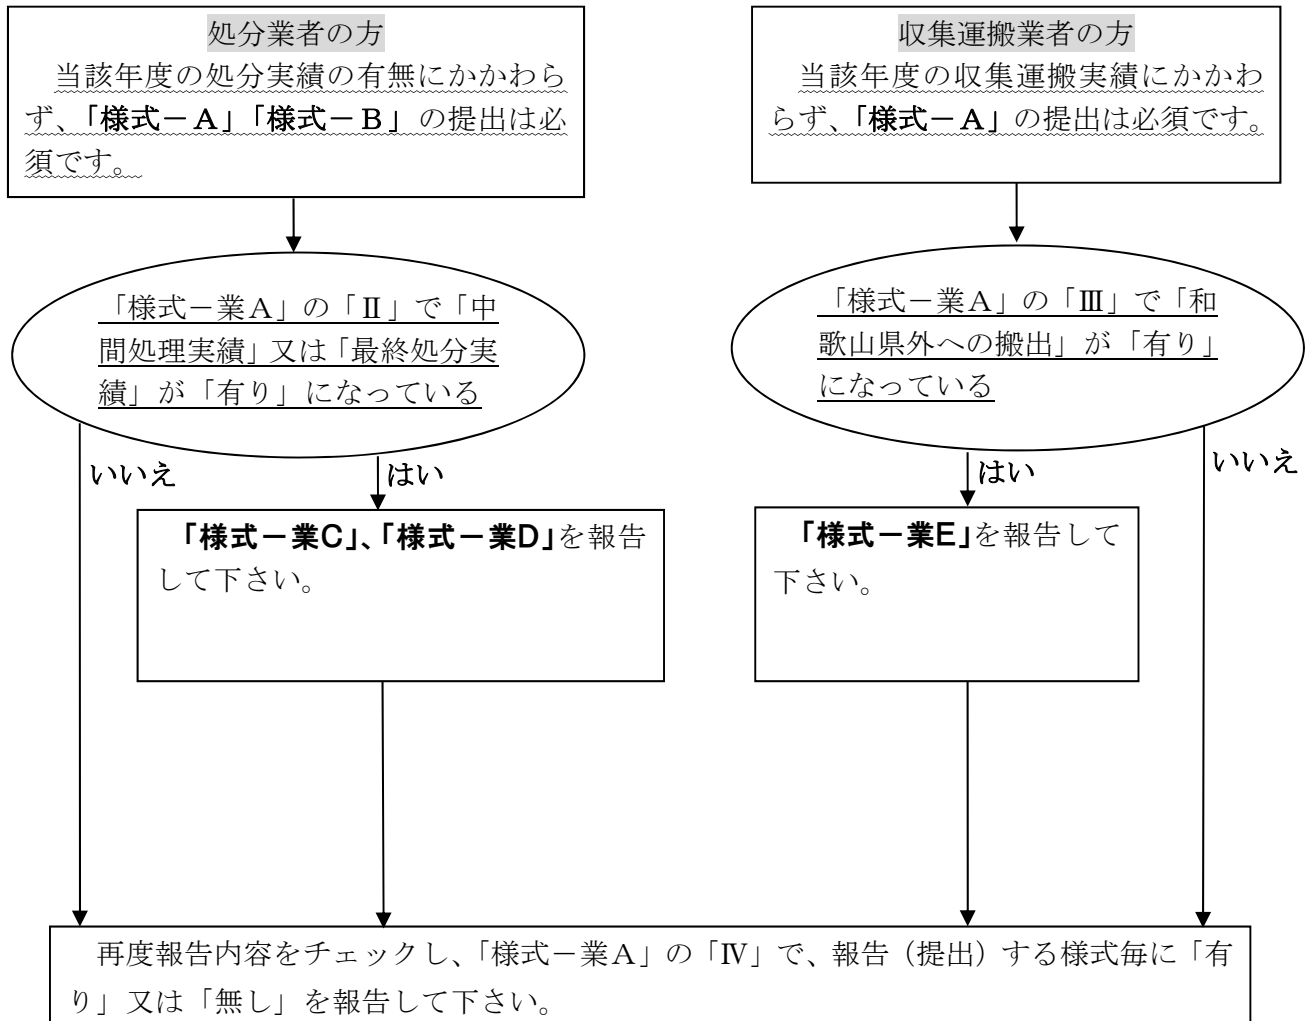 処分業者の方
当該年度の処分実績の有無にかかわら
ず、「様式－A」「様式－B」の提出は必
須です。
収集運搬業者の方
当該年度の収集運搬実績にかかわ
らず、「様式－A」の提出は必須です。
「様式－業A」の「Ⅱ」で「中
間処理実績」又は「最終処分実
績」が「有り」になっている
「様式－業A」の「Ⅲ」で「和
歌山県外への搬出」が「有り」
になっている
いいえ
はい
はい
いいえ
「様式－業C」、「様式－業D」を報告
して下さい。
「様式－業E」を報告して
下さい。
再度報告内容をチェックし、「様式－業A」の「Ⅳ」で、報告（提出）する様式毎に「有
り」又は「無し」を報告して下さい。